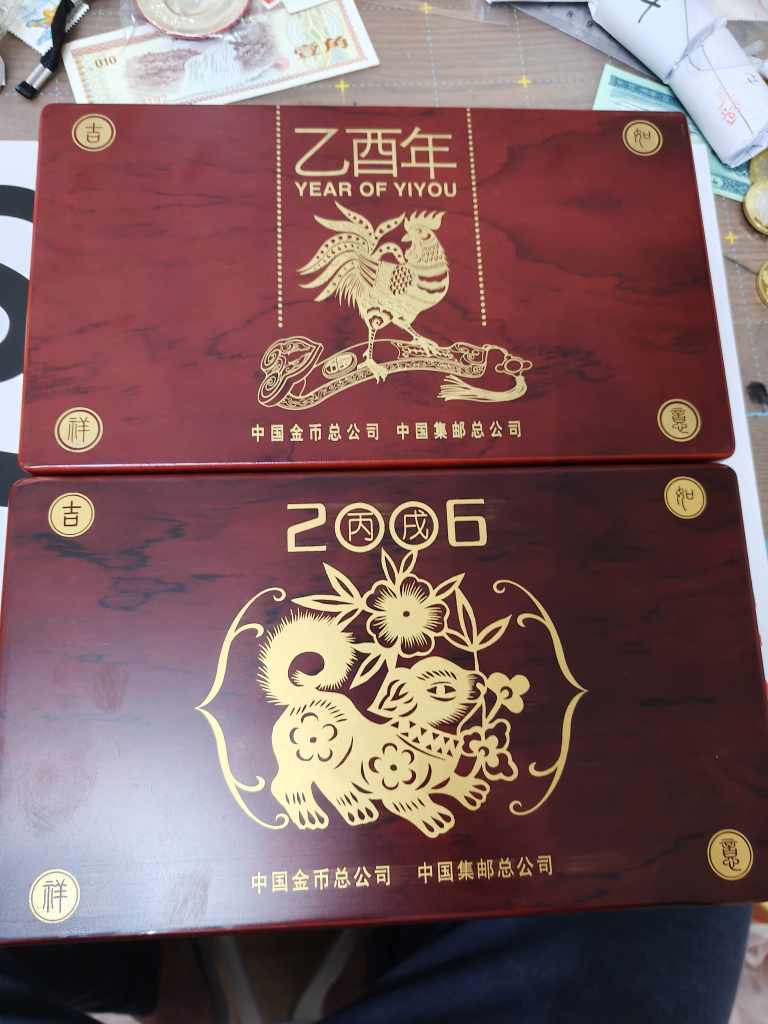 010
吉
如
乙酉年
YEAR OF YIYOU
祥
意
中国金币总公司 中国集邮总公司
吉
如
2丙戌6
祥
意
中国金币总公司 中国集邮总公司